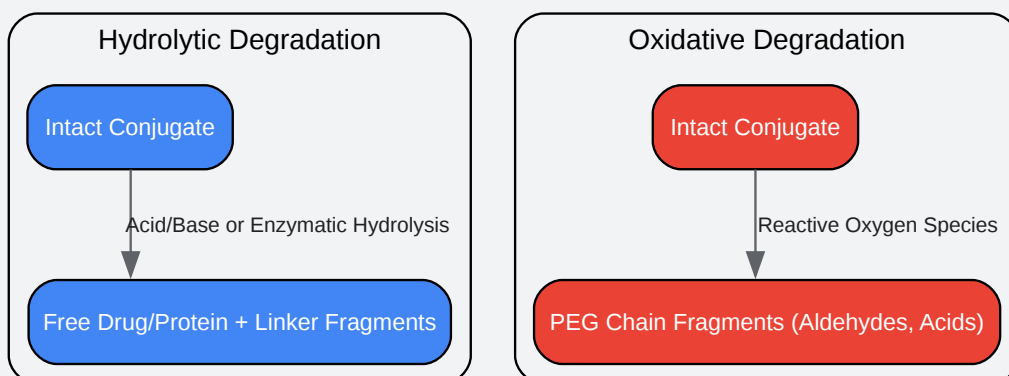 Hydrolytic Degradation
Intact Conjugate
Acid/Base or Enzymatic Hydrolysis
Free Drug/Protein + Linker Fragments
Oxidative Degradation
Intact Conjugate
Reactive Oxygen Species
PEG Chain Fragments (Aldehydes, Acids)